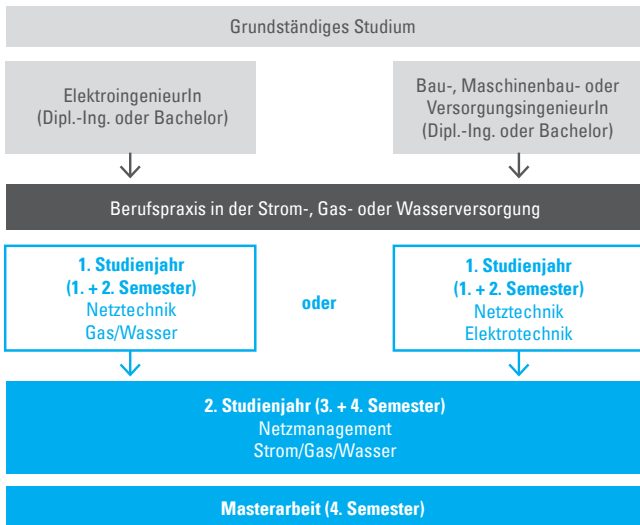 Grundständiges Studium
ElektroingenieurIn
(Dipl.-Ing. oder Bachelor)
Bau-, Maschinenbau- oder
VersorgungsingenieurIn
(Dipl.-Ing. oder Bachelor)
Berufspraxis in der Strom-, Gas- oder Wasserversorgung
1. Studienjahr
(1. + 2. Semester)
Netztechnik
Gas/Wasser
oder
1. Studienjahr
(1. + 2. Semester)
Netztechnik
Elektrotechnik
2. Studienjahr (3. + 4. Semester)
Netzmanagement
Strom/Gas/Wasser
Masterarbeit (4. Semester)